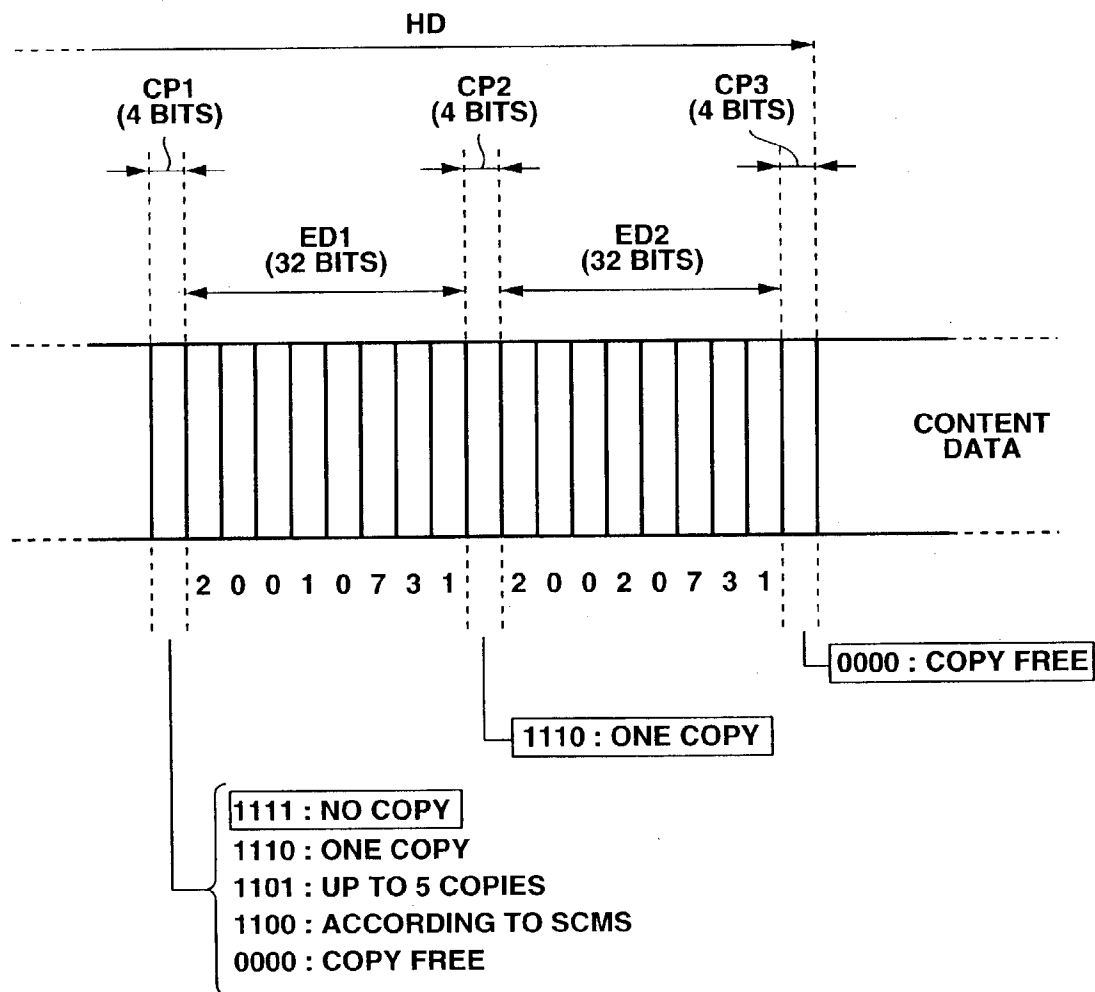 HD
CP1
(4 BITS)
CP2
(4 BITS)
CP3
(4 BITS)
ED1
(32 BITS)
ED2
(32 BITS)
CONTENT
DATA
2 0 0 1 0 7 3 1
2 0 0 2 0 7 3 1
0000 : COPY FREE
1110 : ONE COPY
1111 : NO COPY
1110 : ONE COPY
1101 : UP TO 5 COPIES
1100 : ACCORDING TO SCMS
0000 : COPY FREE